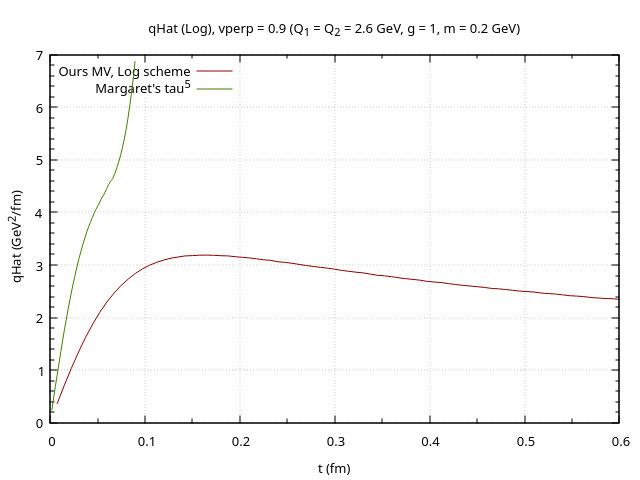 qHat (Log), vperp = 0.9 (Q₁ = Q₂ = 2.6 GeV, g = 1, m = 0.2 GeV)
Ours MV, Log scheme
Margaret's tau⁵
qHat (GeV²/fm)
7
6
5
4
3
2
1
0
0 0.1 0.2 0.3 0.4 0.5 0.6
t (fm)